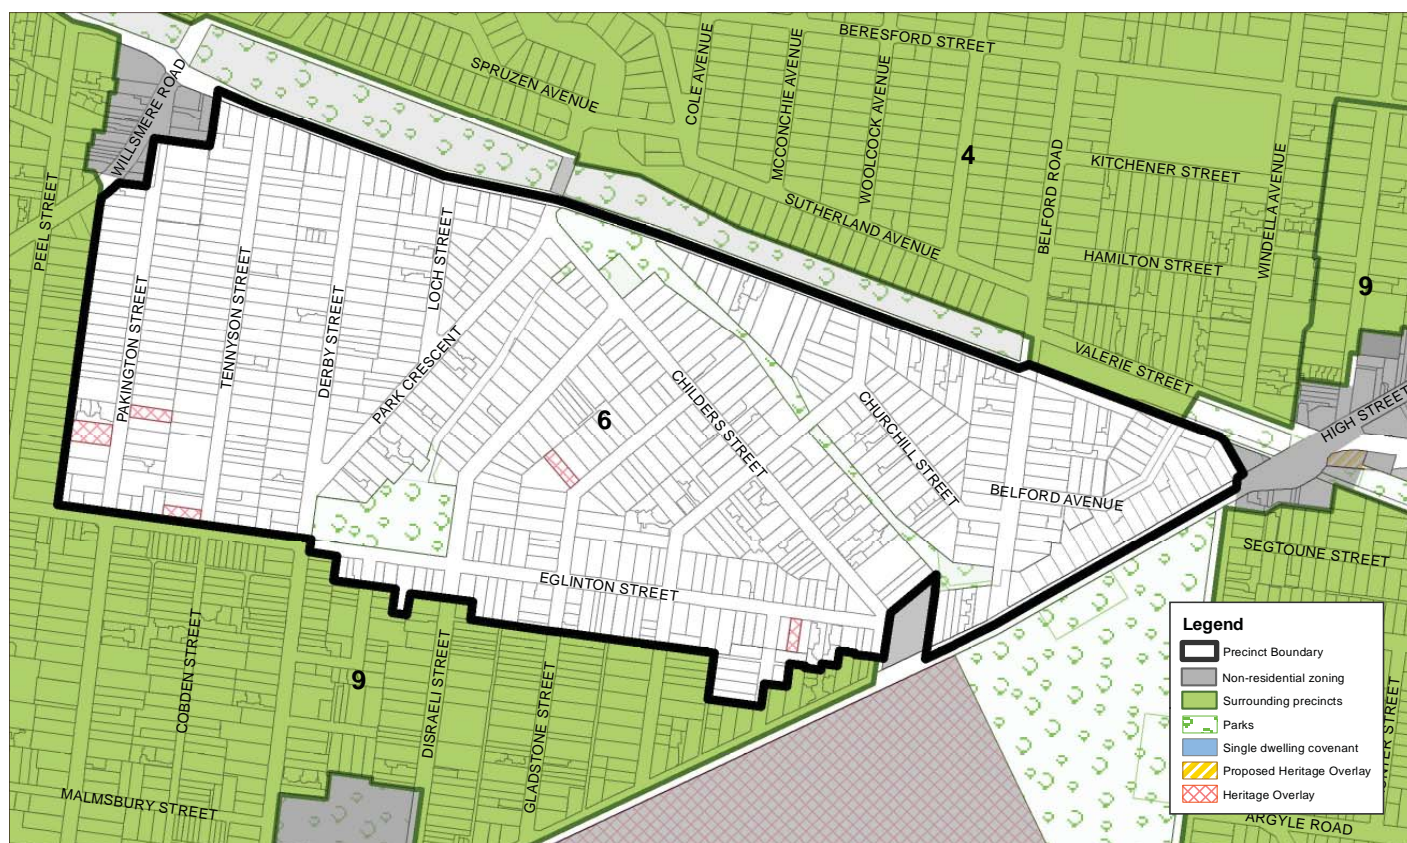 BERESFORD STREET
COLE AVENUE
MCCONCHIE AVENUE
WOOLCOCK AVENUE
SPRUZEN AVENUE
WILLSMERE ROAD
4
BELFORD ROAD
KITCHENER STREET
WINDELLA AVENUE
PEEL STREET
SUTHERLAND AVENUE
HAMILTON STREET
9
LOCH STREET
TENNYSON STREET
PAKINGTON STREET
DERBY STREET
PARK CRESCENT
VALERIE STREET
HIGH STREET
6
CHILDERS STREET
CHURCHILL STREET
BELFORD AVENUE
EGLINTON STREET
SEGTOUNE STREET
COBDEN STREET
9
DISRAELI STREET
GLADSTONE STREET
MALMSBURY STREET
ARGYLE ROAD
Legend
Precinct Boundary
Non-residential zoning
Surrounding precincts
Parks
Single dwelling covenant
Proposed Heritage Overlay
Heritage Overlay